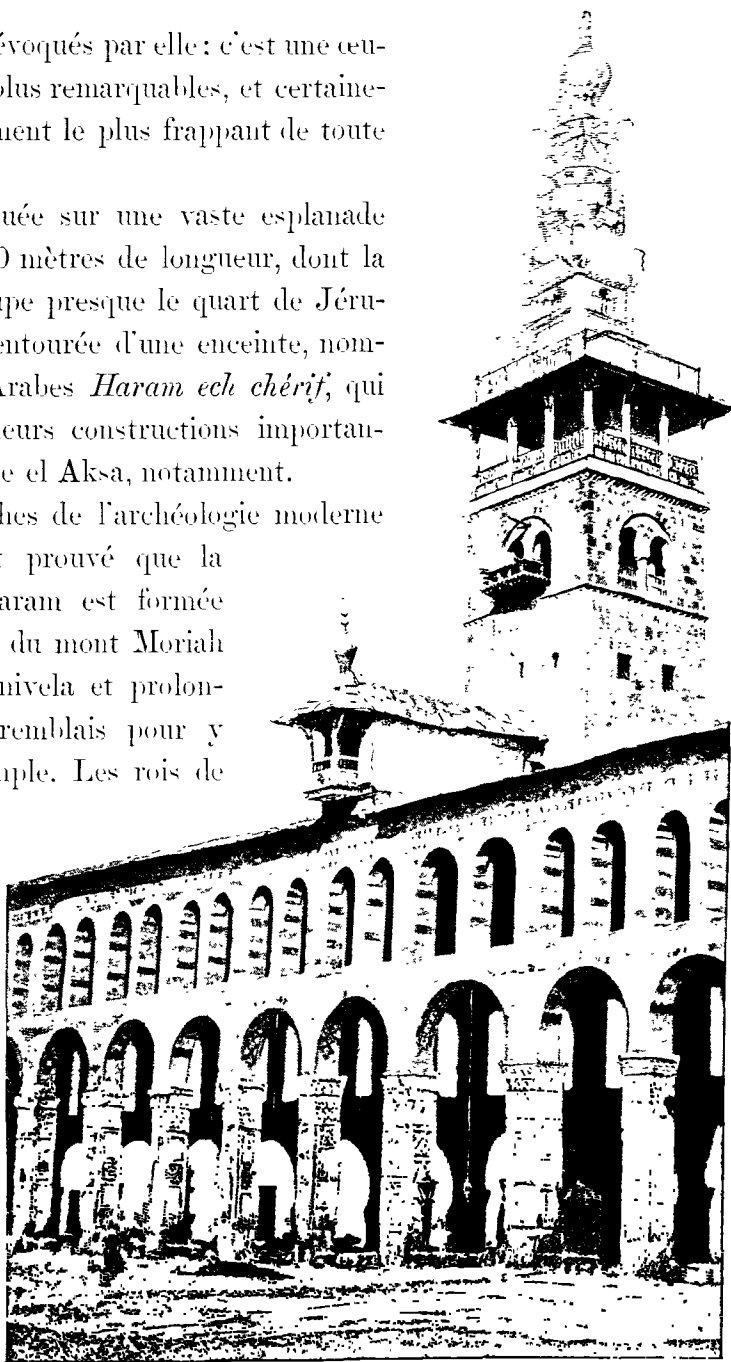 évoqués par elle : c'est une œu-
plus remarquables, et certaine-
ment le plus frappant de toute
uée sur une vaste esplanade
0 mètres de longueur, dont la
upe presque le quart de Jéru-
entourée d'une enceinte, nom-
Arabes Haram ech chérif, qui
eurs constructions importan-
e el Aksa, notamment.
hes de l'archéologie moderne
t prouvé que la
aram est formée
du mont Moriah
nivela et prolon-
remblais pour y
mple. Les rois de